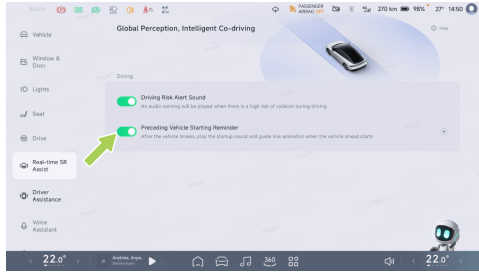 READY
PASSENGER
AIRBAG OFF
270 km
98%
27°
14:50
Global Perception, Intelligent Co-driving
Help
Vehicle
Window &
Door
Lights
Seat
Drive
Real-time SR
Assist
Driver
Assistance
Voice
Assistant
Driving
Driving Risk Alert Sound
An audio warning will be played when there is a high risk of collision during driving
Preceding Vehicle Starting Reminder
After the vehicle brakes, play the startup sound and guide line animation when the vehicle ahead starts
22.0°
Anytime, Anyw.
360
22.0°